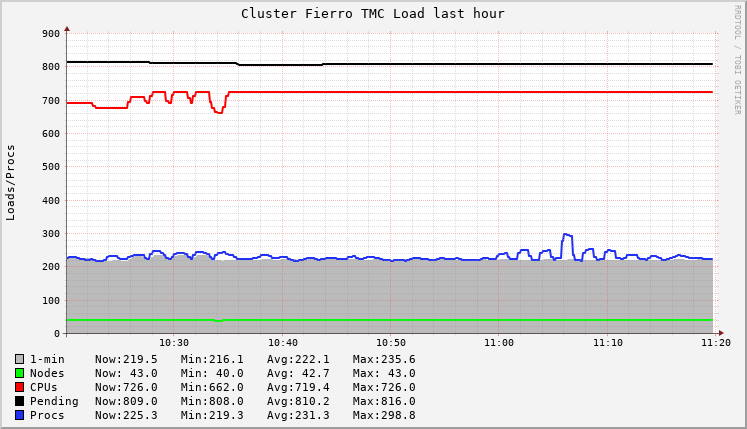 Cluster Fierro TMC Load last hour
RRDTOOL / TOBI OETIKER
Loads/Procs
900
800
700
600
500
400
300
200
100
0
10:30 10:40 10:50 11:00 11:10 11:20
1-min Now:219.5 Min:216.1 Avg:222.1 Max:235.6
Nodes Now: 43.0 Min: 40.0 Avg: 42.7 Max: 43.0
CPUs Now:726.0 Min:662.0 Avg:719.4 Max:726.0
Pending Now:809.0 Min:808.0 Avg:810.2 Max:816.0
Procs Now:225.3 Min:219.3 Avg:231.3 Max:298.8